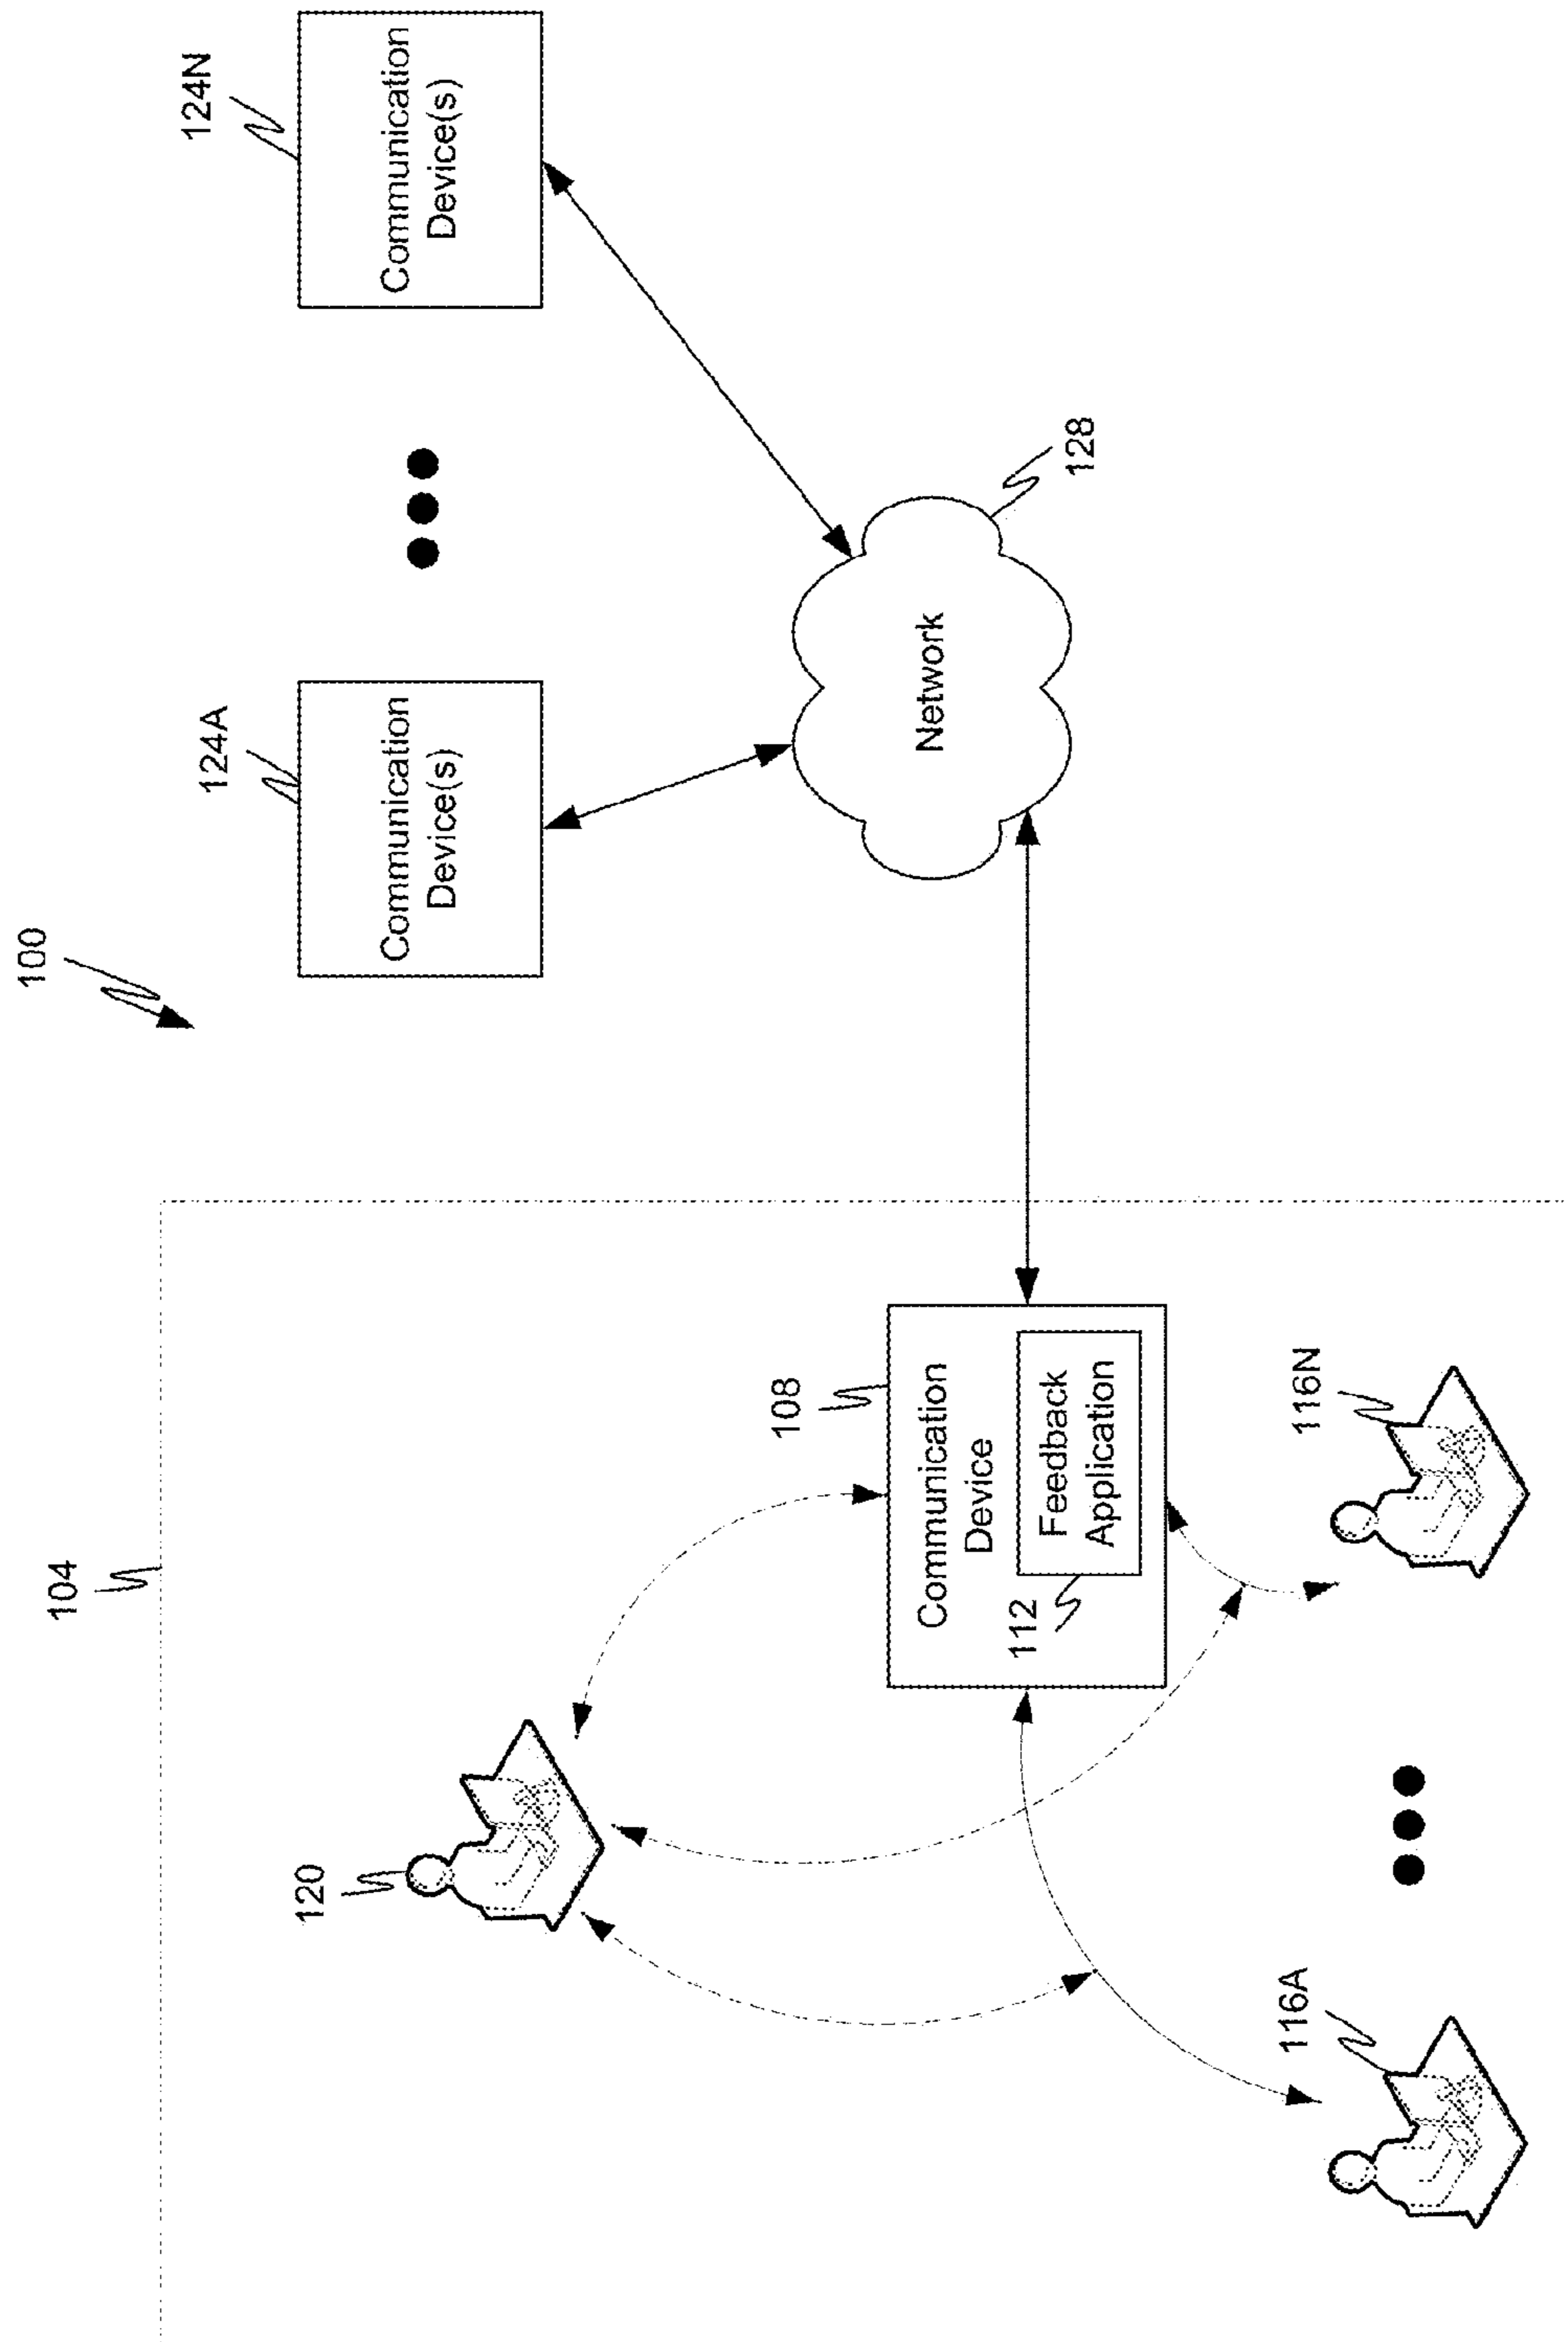 100
104
120
108
Communication
Device
112
Feedback
Application
116A
116N
124A
Communication
Device(s)
124N
Communication
Device(s)
Network
128